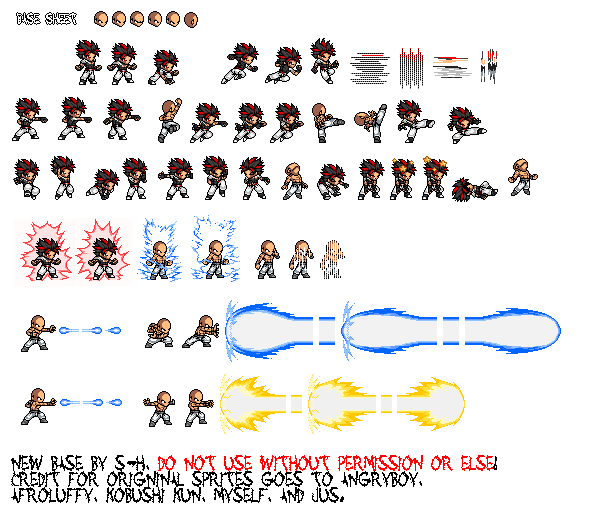 BASE SHEET
NEW BASE BY S-H. DO NOT USE WITHOUT PERMISSION OR ELSE!
CREDIT FOR ORIGNINAL SPRITES GOES TO ANGRYBOY,
AFROLUFFY, KOBUSHI KUN, MYSELF, AND JUS.